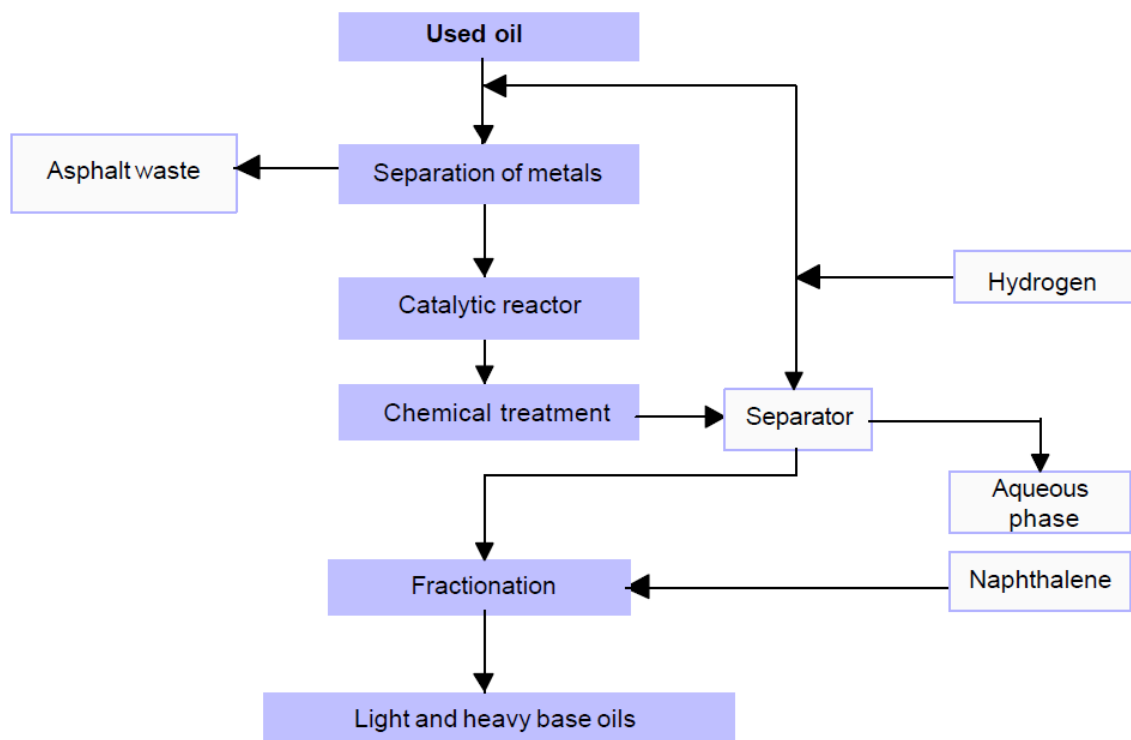 Used oil
Asphalt waste
Separation of metals
Catalytic reactor
Hydrogen
Chemical treatment
Separator
Aqueous
phase
Fractionation
Naphthalene
Light and heavy base oils